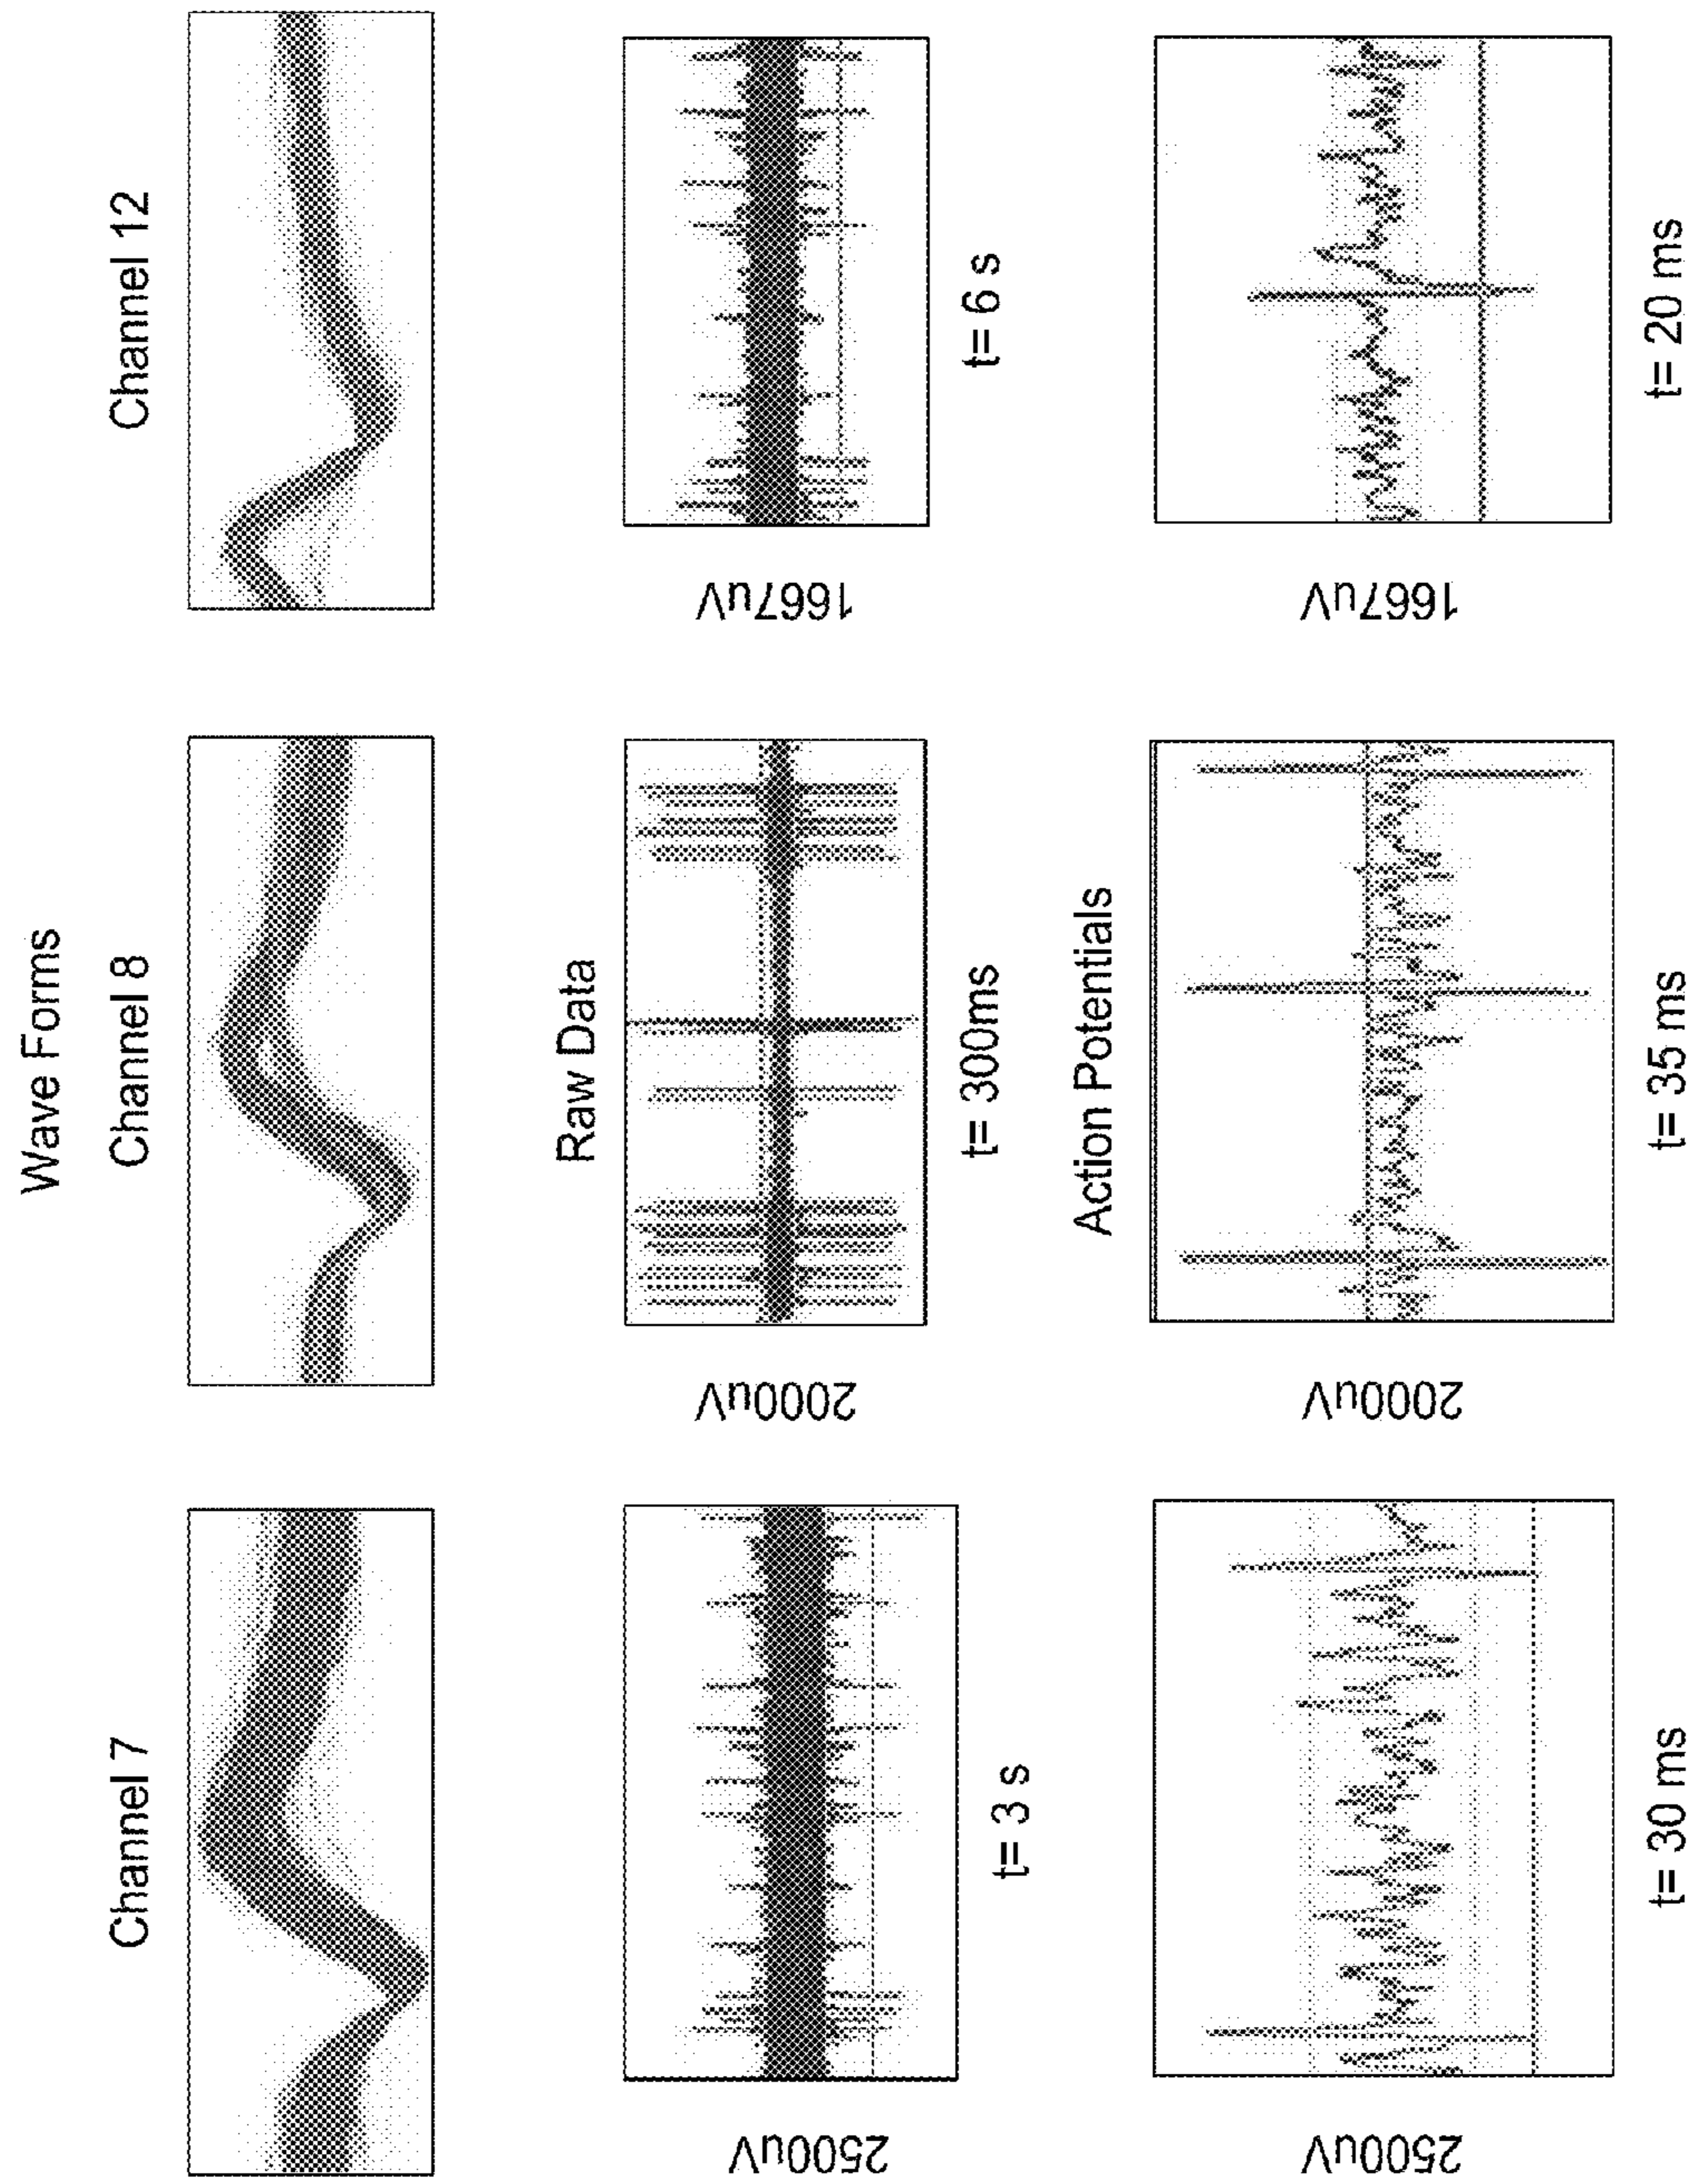 Wave Forms
Channel 7
Channel 8
Channel 12
Raw Data
2500uV
2000uV
1667uV
t= 3 s
t= 300ms
t= 6 s
Action Potentials
2500uV
2000uV
1667uV
t= 30 ms
t= 35 ms
t= 20 ms